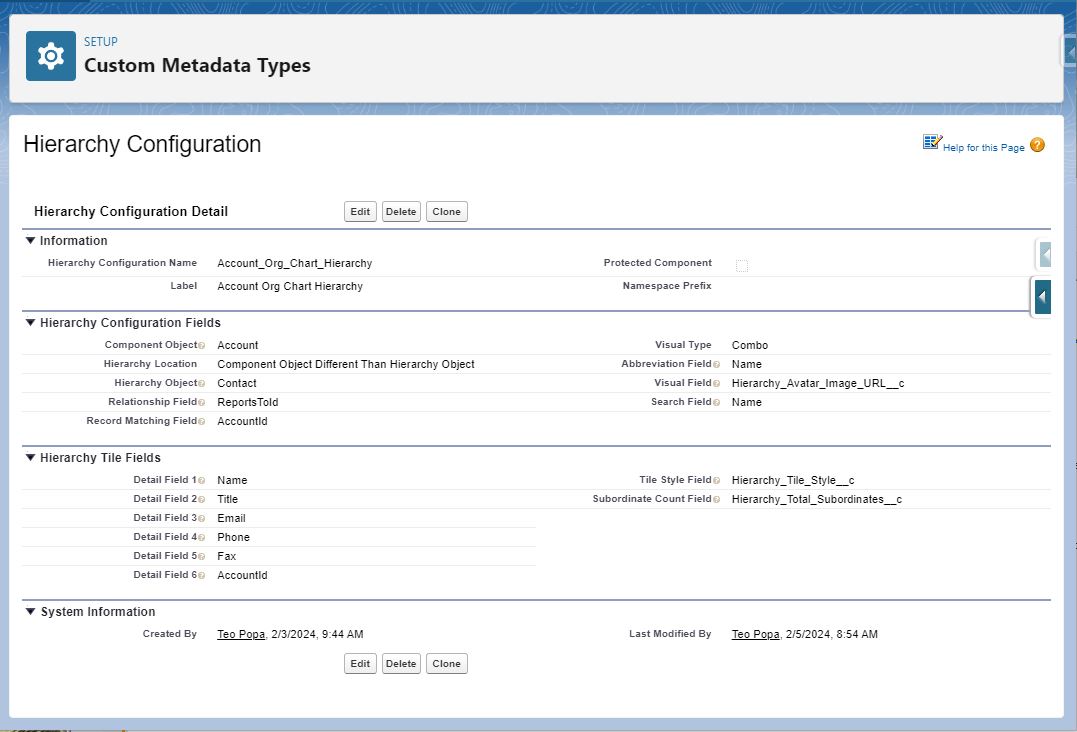 SETUP
Custom Metadata Types
Hierarchy Configuration
Help for this Page ?
Hierarchy Configuration Detail Edit Delete Clone
Information
Hierarchy Configuration Name Account_Org_Chart_Hierarchy Protected Component
Label Account Org Chart Hierarchy Namespace Prefix
Hierarchy Configuration Fields
Component Object Account Visual Type Combo
Hierarchy Location Component Object Different Than Hierarchy Object Abbreviation Field Name
Hierarchy Object Contact Visual Field Hierarchy_Avatar_Image_URL__c
Relationship Field ReportsToId Search Field Name
Record Matching Field AccountId
Hierarchy Tile Fields
Detail Field 1 Name Tile Style Field Hierarchy_Tile_Style__c
Detail Field 2 Title Subordinate Count Field Hierarchy_Total_Subordinates__c
Detail Field 3 Email
Detail Field 4 Phone
Detail Field 5 Fax
Detail Field 6 AccountId
System Information
Created By Teo Popa, 2/3/2024, 9:44 AM Last Modified By Teo Popa, 2/5/2024, 8:54 AM
Edit Delete Clone